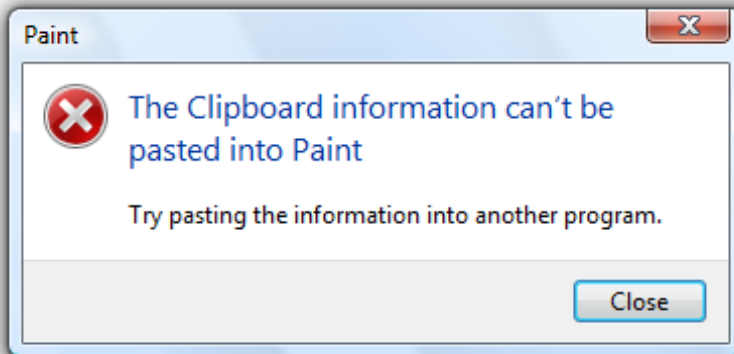 Paint
The Clipboard information can't be
pasted into Paint
Try pasting the information into another program.
Close